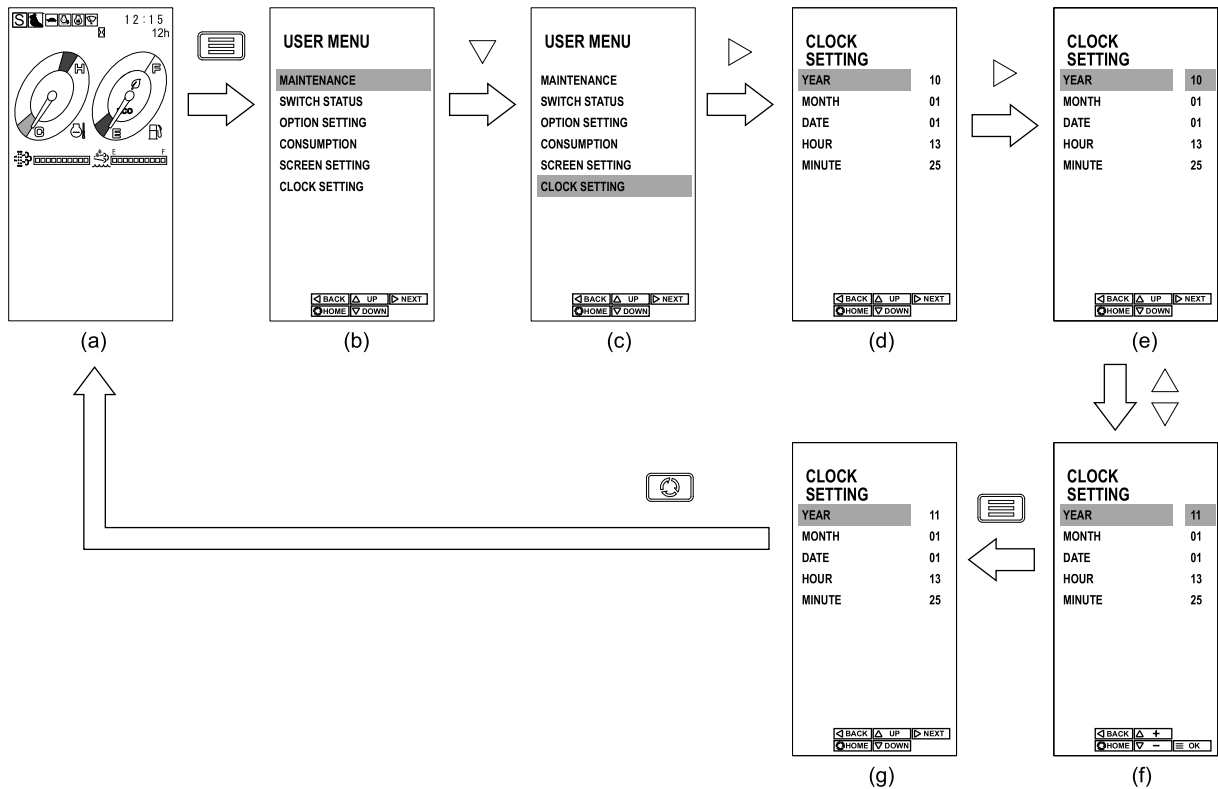 S
12:15
12h
H
F
C
E
E F
(a)
USER MENU
MAINTENANCE
SWITCH STATUS
OPTION SETTING
CONSUMPTION
SCREEN SETTING
CLOCK SETTING
BACK UP NEXT
HOME DOWN
(b)
USER MENU
MAINTENANCE
SWITCH STATUS
OPTION SETTING
CONSUMPTION
SCREEN SETTING
CLOCK SETTING
BACK UP NEXT
HOME DOWN
(c)
CLOCK
SETTING
YEAR 10
MONTH 01
DATE 01
HOUR 13
MINUTE 25
BACK UP NEXT
HOME DOWN
(d)
CLOCK
SETTING
YEAR 10
MONTH 01
DATE 01
HOUR 13
MINUTE 25
BACK UP NEXT
HOME DOWN
(e)
CLOCK
SETTING
YEAR 11
MONTH 01
DATE 01
HOUR 13
MINUTE 25
BACK UP NEXT
HOME DOWN
(g)
CLOCK
SETTING
YEAR 11
MONTH 01
DATE 01
HOUR 13
MINUTE 25
BACK +
HOME − OK
(f)